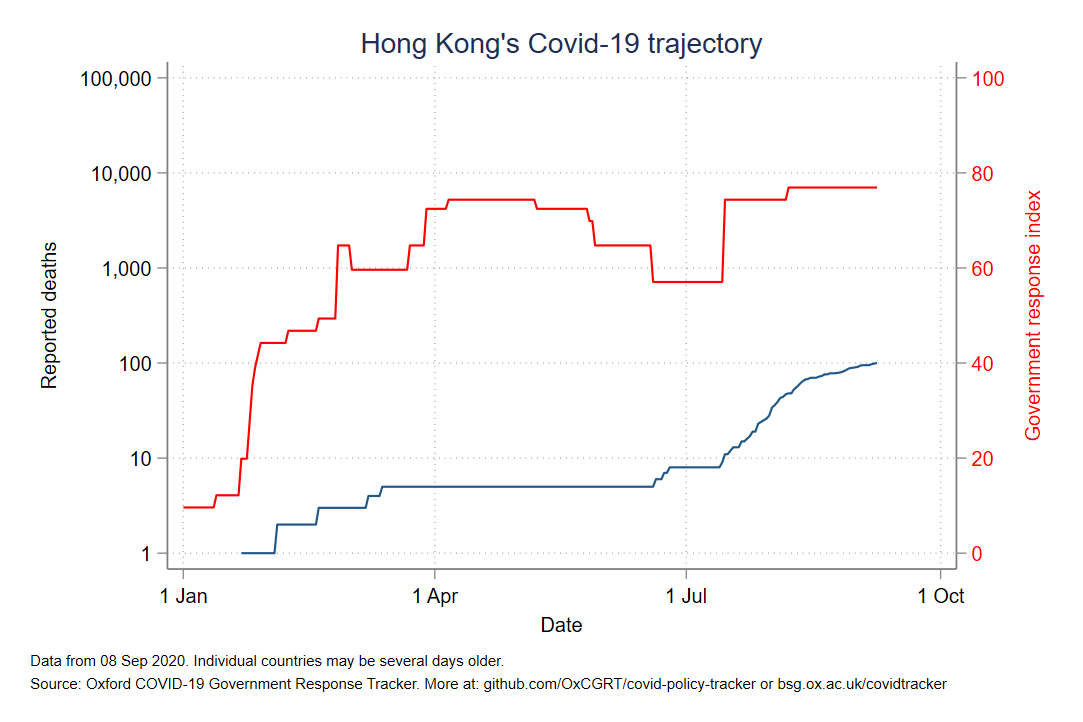 Hong Kong's Covid-19 trajectory
100,000
10,000
1,000
100
10
1
Reported deaths
100
80
60
40
20
0
Government response index
1 Jan 1 Apr 1 Jul 1 Oct
Date
Data from 08 Sep 2020. Individual countries may be several days older.
Source: Oxford COVID-19 Government Response Tracker. More at: github.com/OxCGRT/covid-policy-tracker or bsg.ox.ac.uk/covidtracker